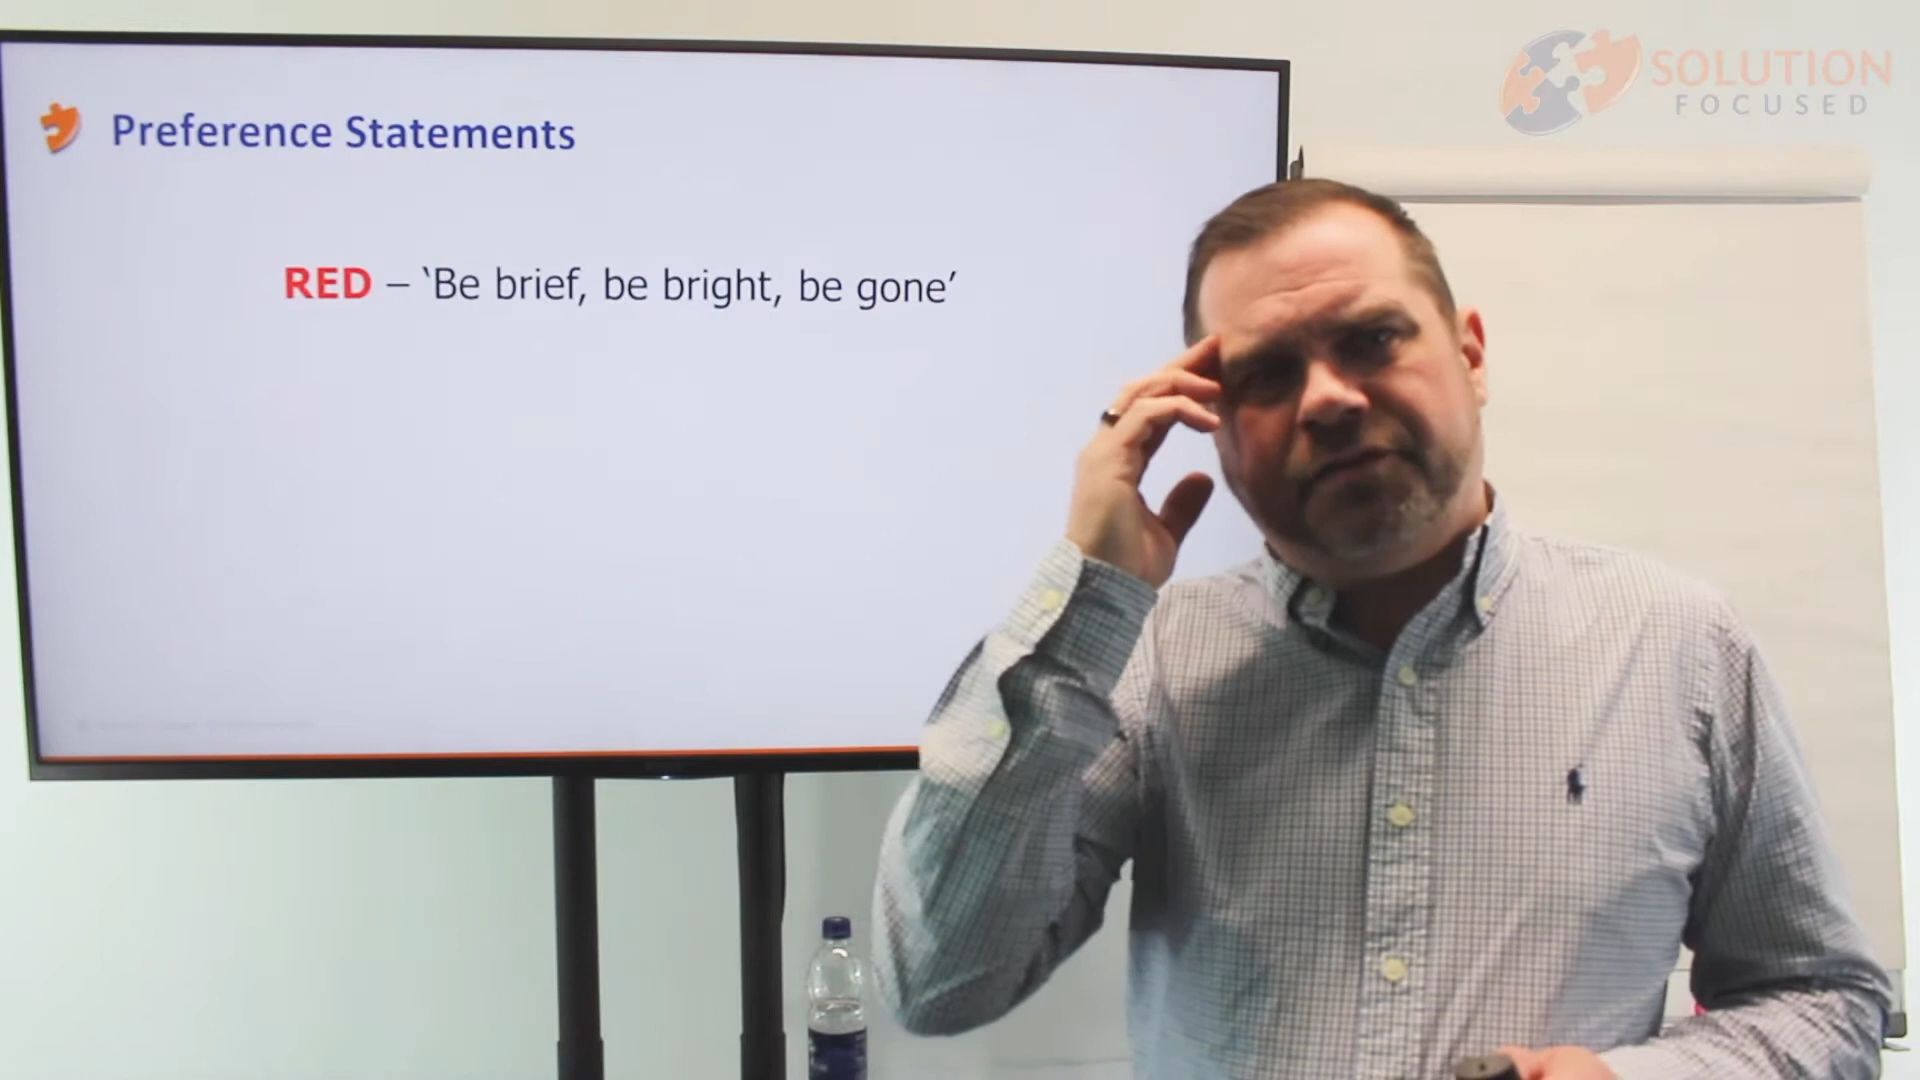 SOLUTION
FOCUSED
Preference Statements
RED – ‘Be brief, be bright, be gone’